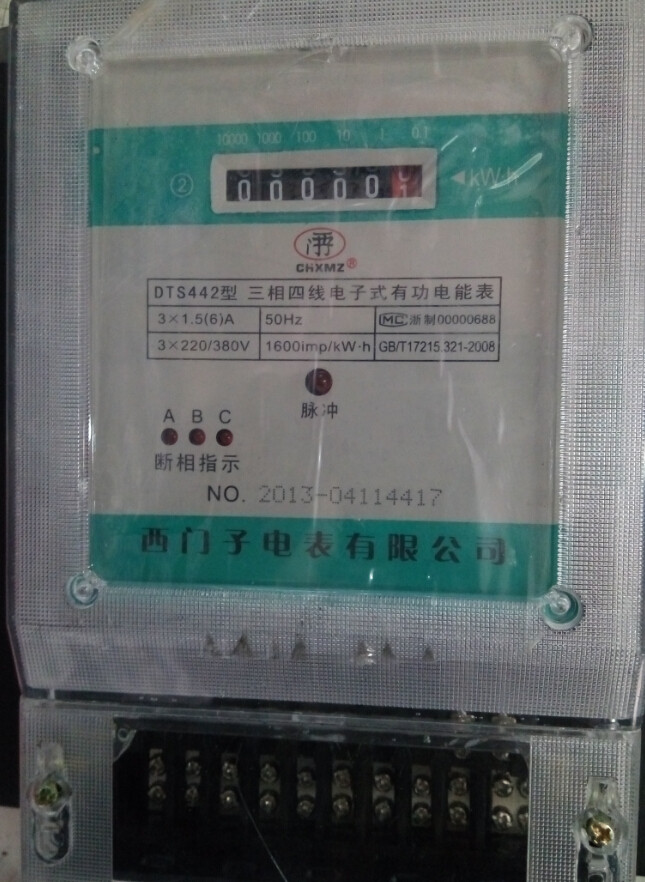 10000 1000 100 10 1 0.1
② 00000 ◄kW·h
CHXMZ®
DTS442型 三相四线电子式有功电能表
3×1.5(6)A 50Hz MC 浙制00000688
3×220/380V 1600imp/kW·h GB/T17215.321-2008
脉冲
A B C
断相指示
NO. 2013-04114417
西门子电表有限公司